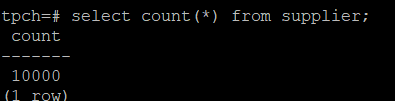 tpch=# select count(*) from supplier;
count
-------
10000
(1 row)